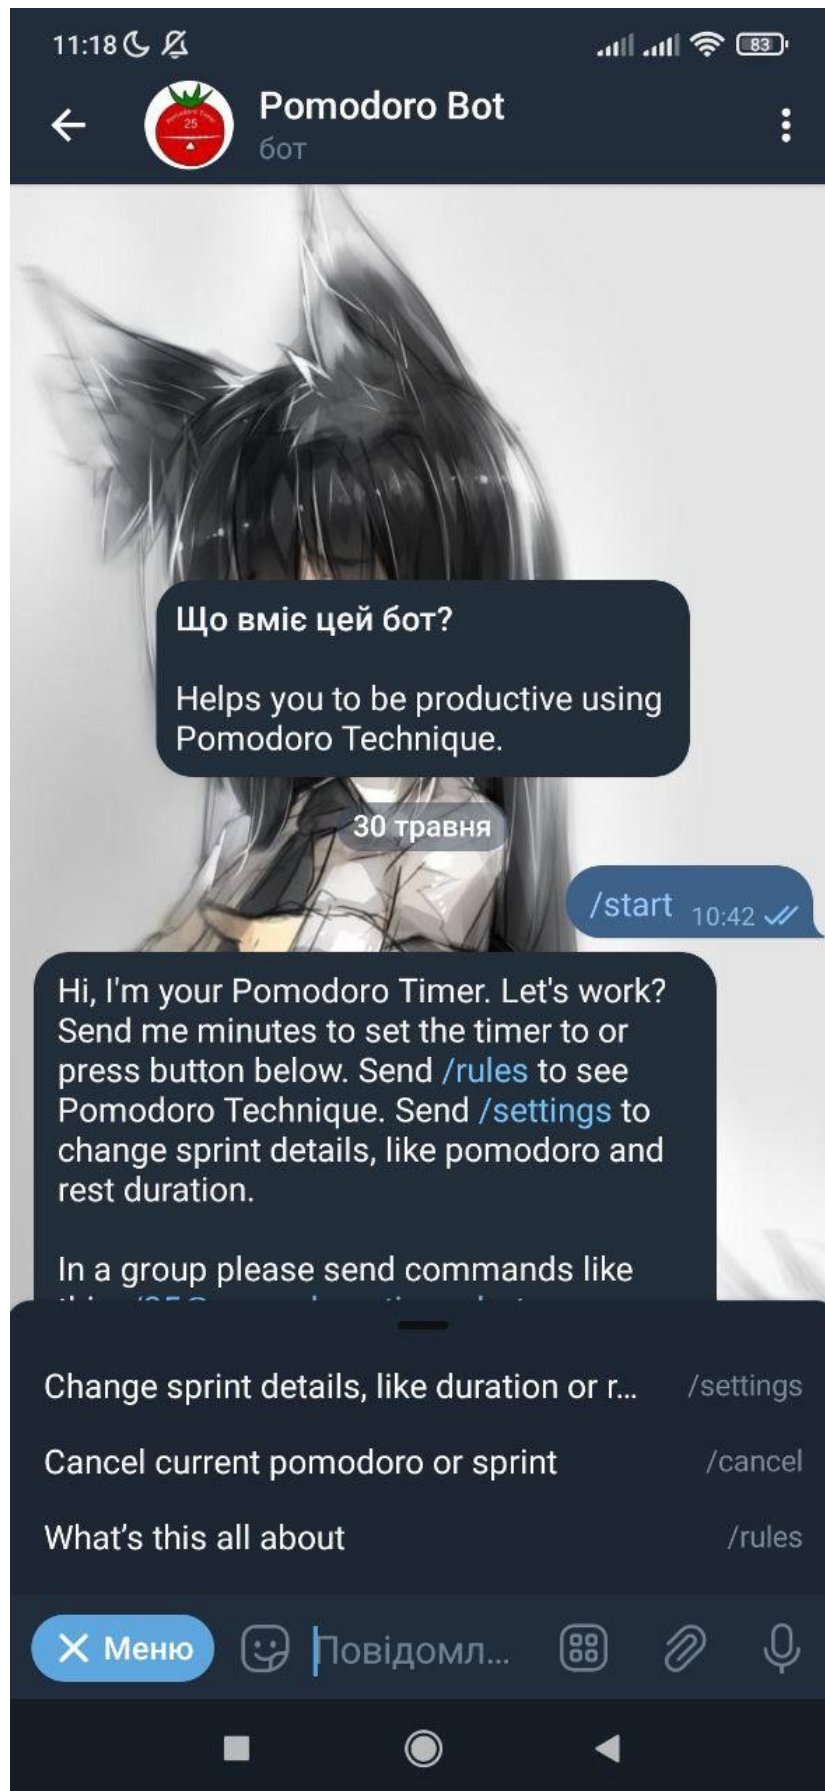 11:18
83
Pomodoro Timer
25
Pomodoro Bot
бот
Що вміє цей бот?
Helps you to be productive using
Pomodoro Technique.
30 травня
/start 10:42
Hi, I'm your Pomodoro Timer. Let's work?
Send me minutes to set the timer to or
press button below. Send /rules to see
Pomodoro Technique. Send /settings to
change sprint details, like pomodoro and
rest duration.
In a group please send commands like
Change sprint details, like duration or r... /settings
Cancel current pomodoro or sprint /cancel
What's this all about /rules
Меню
Повідомл...